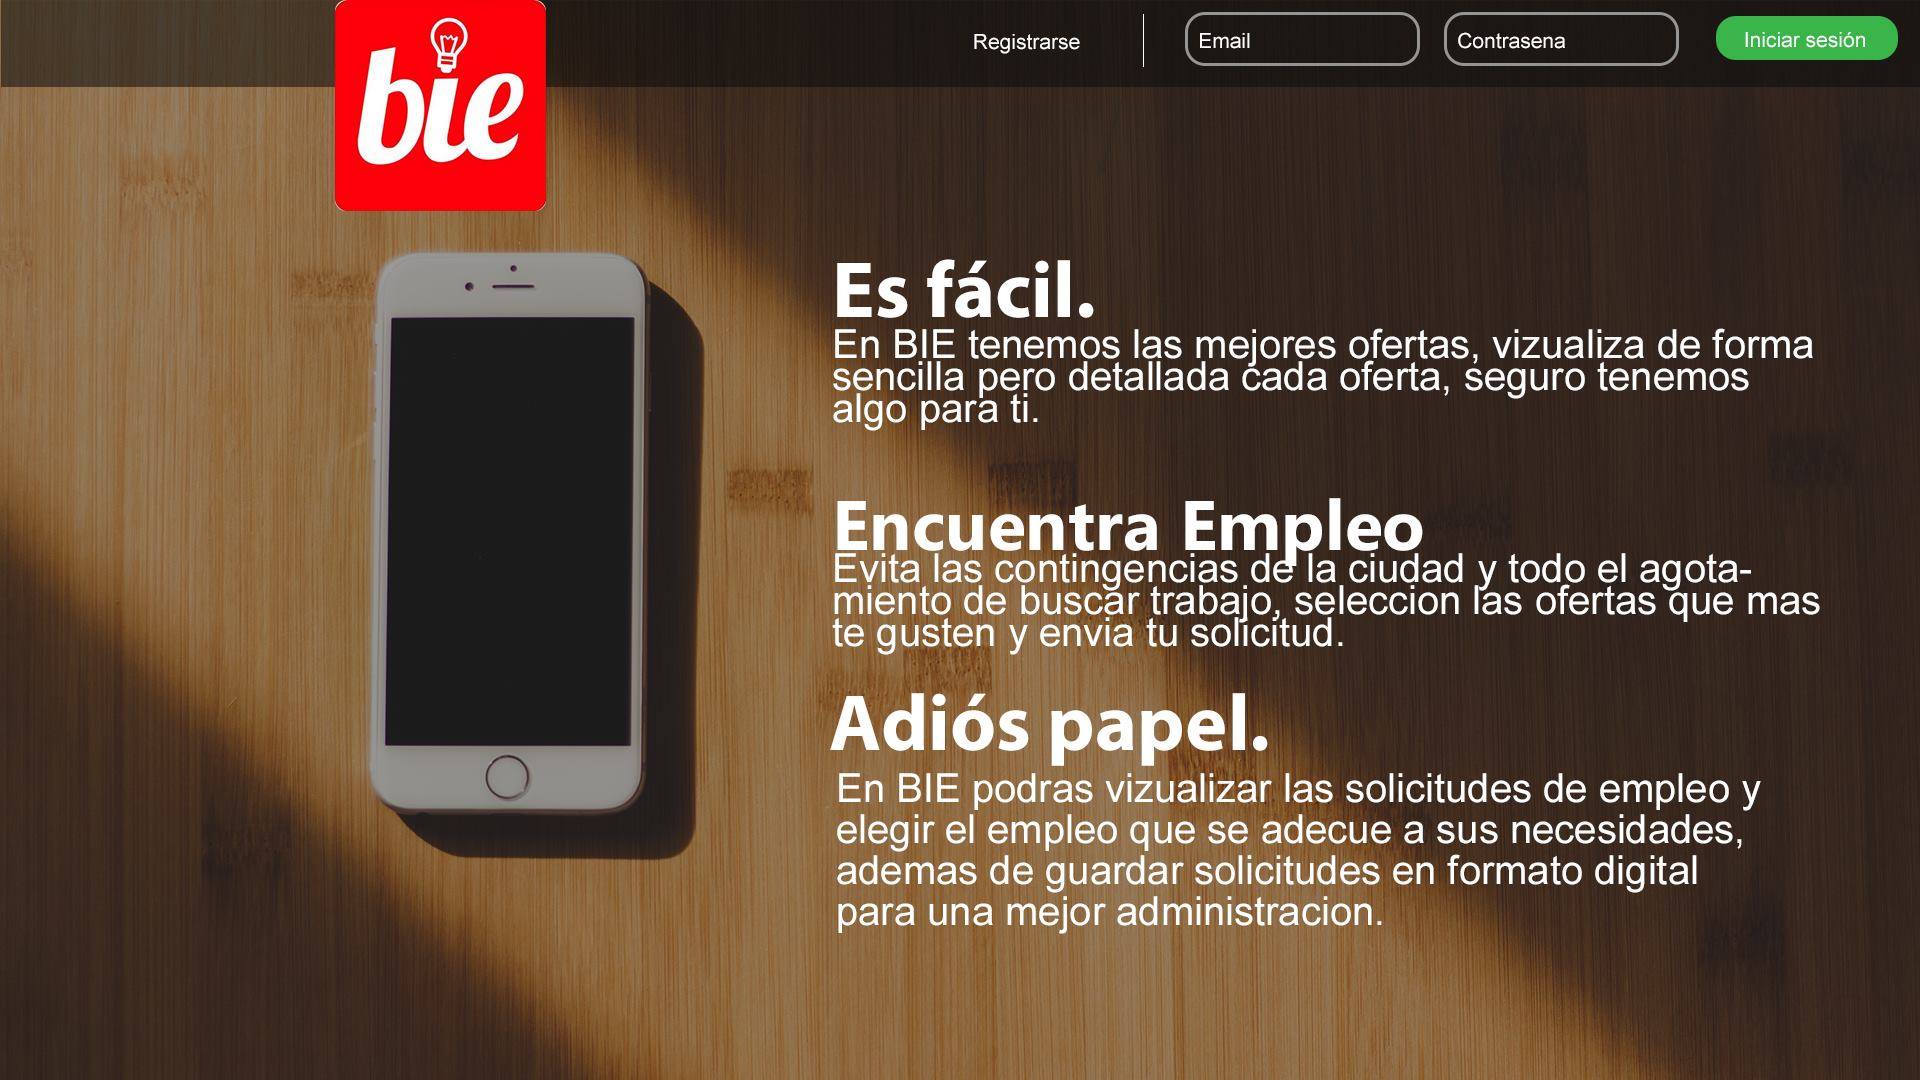 bie
Registrarse
Email
Contrasena
Iniciar sesión
Es fácil.
En BIE tenemos las mejores ofertas, vizualiza de forma
sencilla pero detallada cada oferta, seguro tenemos
algo para ti.
Encuentra Empleo
Evita las contingencias de la ciudad y todo el agota-
miento de buscar trabajo, seleccion las ofertas que mas
te gusten y envia tu solicitud.
Adiós papel.
En BIE podras vizualizar las solicitudes de empleo y
elegir el empleo que se adecue a sus necesidades,
ademas de guardar solicitudes en formato digital
para una mejor administracion.